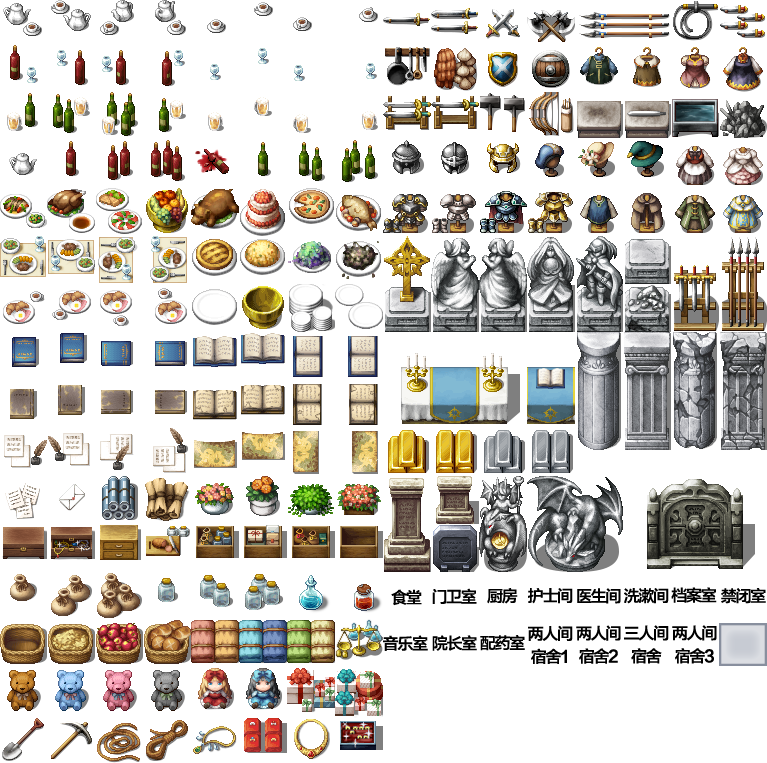 食堂 门卫室 厨房 护士间 医生间 洗漱间 档案室 禁闭室
音乐室 院长室 配药室 两人间 两人间 三人间 两人间
宿舍1 宿舍2 宿舍 宿舍3